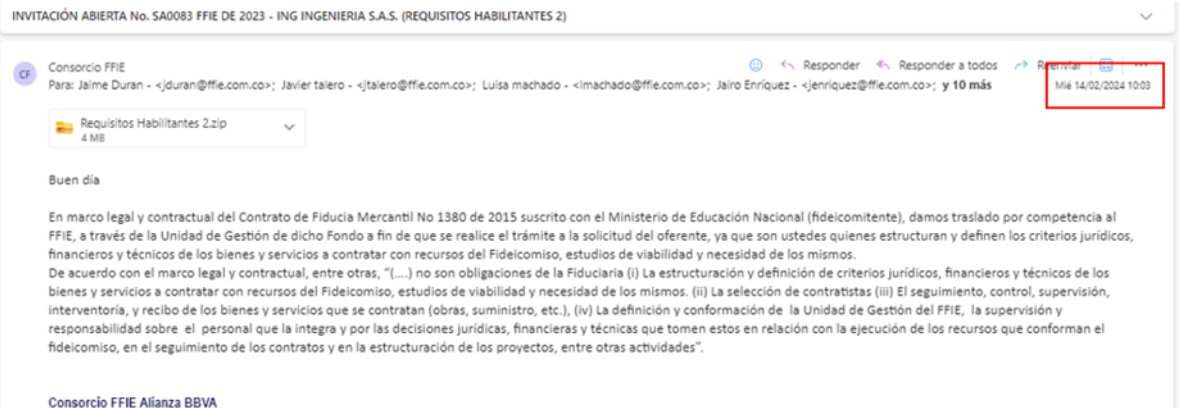 INVITACIÓN ABIERTA No. SA0083 FFIE DE 2023 - ING INGENIERIA S.A.S. (REQUISITOS HABILITANTES 2)
CF
Consorcio FFIE
Responder Responder a todos Reenviar
Para: Jaime Duran - <jduran@ffie.com.co>; Javier talero - <jtalero@ffie.com.co>; Luisa machado - <lmachado@ffie.com.co>; Jairo Enríquez - <jenriquez@ffie.com.co>; y 10 más
Mié 14/02/2024 10:03
Requisitos Habilitantes 2.zip
4 MB
Buen día
En marco legal y contractual del Contrato de Fiducia Mercantil No 1380 de 2015 suscrito con el Ministerio de Educación Nacional (fideicomitente), damos traslado por competencia al
FFIE, a través de la Unidad de Gestión de dicho Fondo a fin de que se realice el trámite a la solicitud del oferente, ya que son ustedes quienes estructuran y definen los criterios jurídicos,
financieros y técnicos de los bienes y servicios a contratar con recursos del Fideicomiso, estudios de viabilidad y necesidad de los mismos.
De acuerdo con el marco legal y contractual, entre otras, "(....) no son obligaciones de la Fiduciaria (i) La estructuración y definición de criterios jurídicos, financieros y técnicos de los
bienes y servicios a contratar con recursos del Fideicomiso, estudios de viabilidad y necesidad de los mismos. (ii) La selección de contratistas (iii) El seguimiento, control, supervisión,
interventoría, y recibo de los bienes y servicios que se contratan (obras, suministro, etc.), (iv) La definición y conformación de la Unidad de Gestión del FFIE, la supervisión y
responsabilidad sobre el personal que la integra y por las decisiones jurídicas, financieras y técnicas que tomen estos en relación con la ejecución de los recursos que conforman el
fideicomiso, en el seguimiento de los contratos y en la estructuración de los proyectos, entre otras actividades".
Consorcio FFIE Alianza BBVA